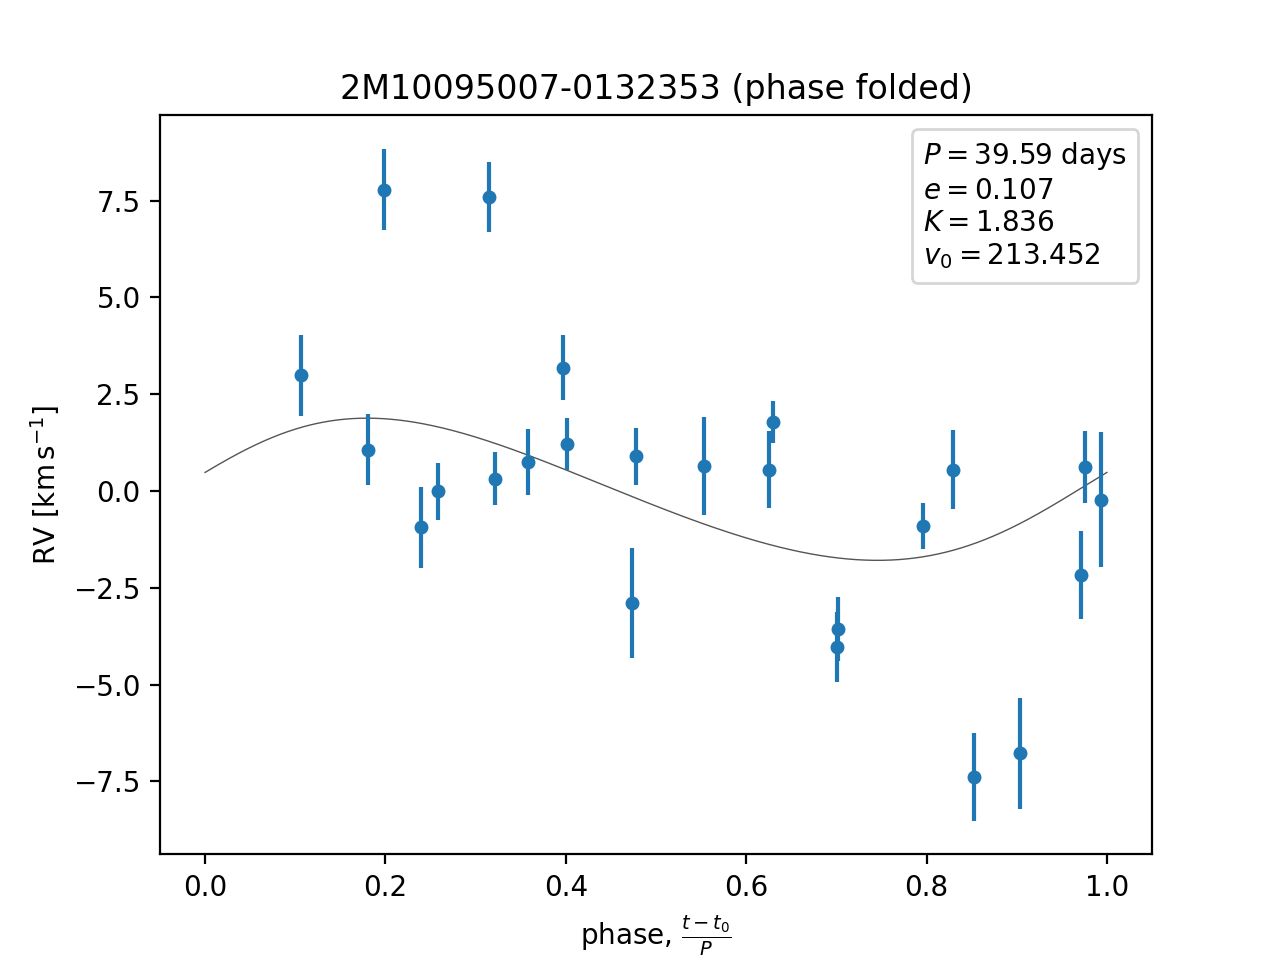 2M10095007-0132353 (phase folded)
P = 39.59 days
e = 0.107
K = 1.836
v₀ = 213.452
7.5
5.0
2.5
0.0
−2.5
−5.0
−7.5
RV [km s⁻¹]
0.0 0.2 0.4 0.6 0.8 1.0
phase, (t − t₀)/P